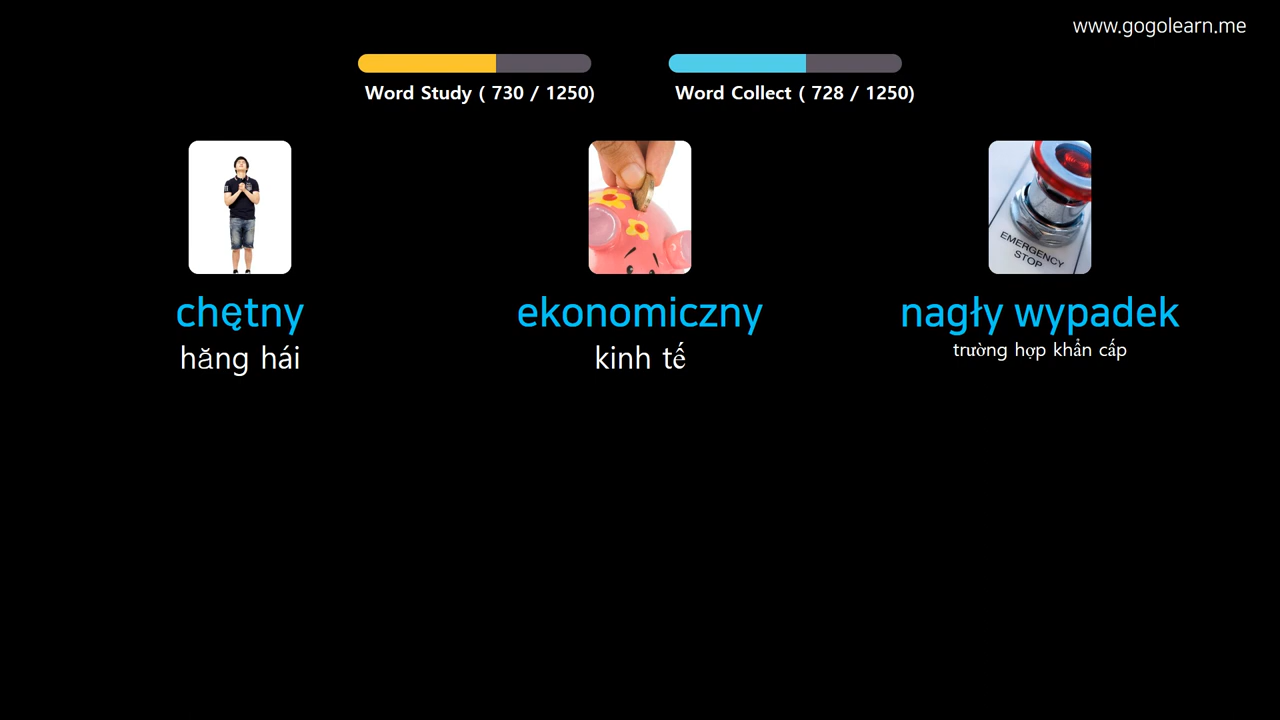 www.gogolearn.me
Word Study ( 730 / 1250)
Word Collect ( 728 / 1250)
EMERGENCY
STOP
chętny
ekonomiczny
nagły wypadek
hăng hái
kinh tế
trường hợp khẩn cấp